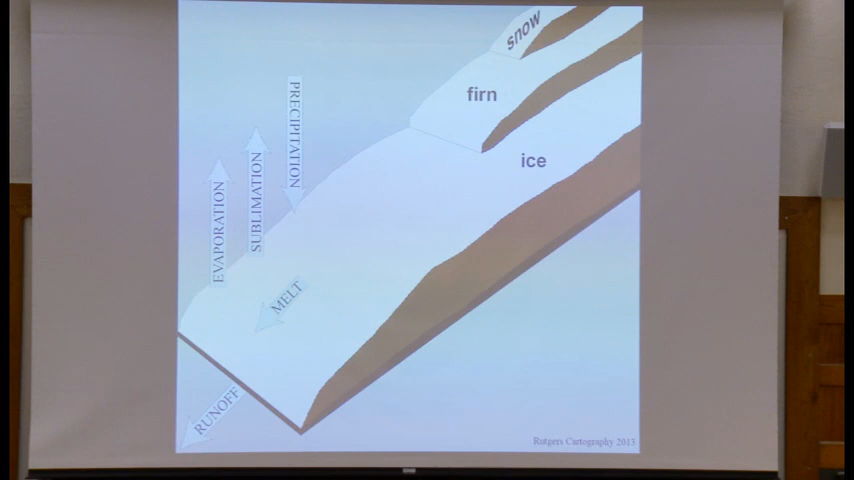 snow
firn
ice
PRECIPITATION
SUBLIMATION
EVAPORATION
MELT
RUNOFF
Rutgers Cartography 2013